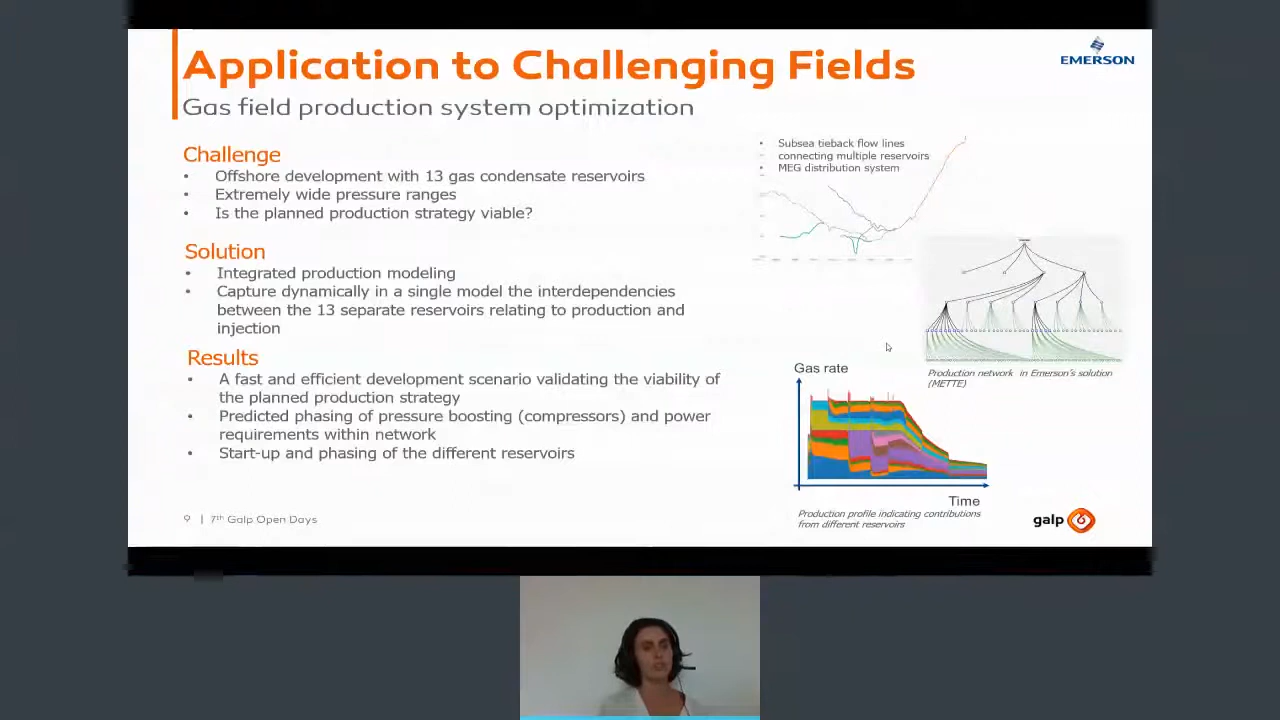 Application to Challenging Fields
EMERSON
Gas field production system optimization
Challenge
• Offshore development with 13 gas condensate reservoirs
• Extremely wide pressure ranges
• Is the planned production strategy viable?
Solution
• Integrated production modeling
• Capture dynamically in a single model the interdependencies
between the 13 separate reservoirs relating to production and
injection
Results
• A fast and efficient development scenario validating the viability of
the planned production strategy
• Predicted phasing of pressure boosting (compressors) and power
requirements within network
• Start-up and phasing of the different reservoirs
• Subsea tieback flow lines
connecting multiple reservoirs
• MEG distribution system
Production network in Emerson's solution
(METTE)
Gas rate
Time
Production profile indicating contributions
from different reservoirs
9 | 7th Galp Open Days
galp